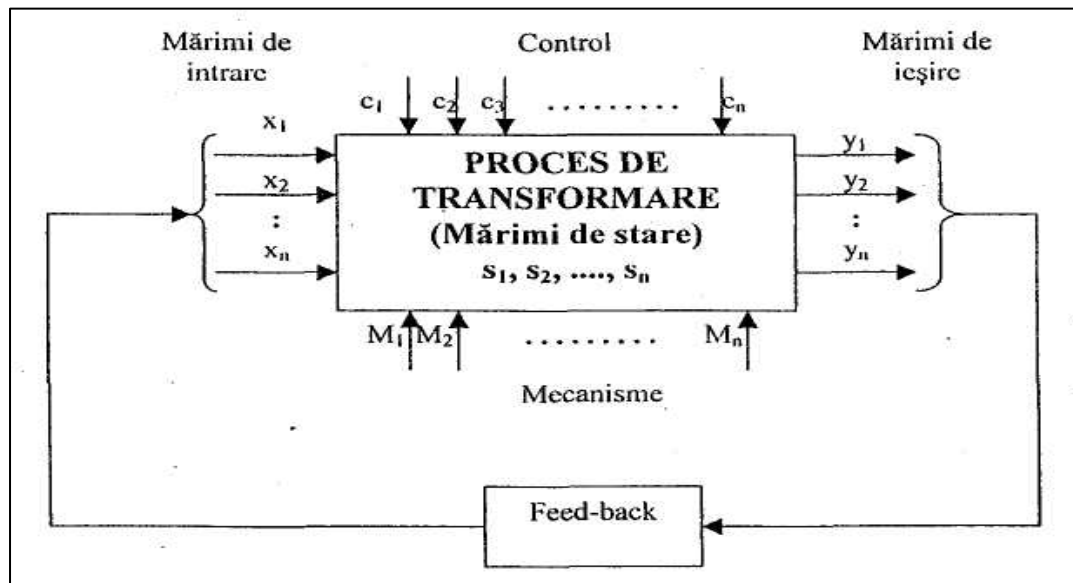 Mărimi de
intrare
Control
Mărimi de
ieșire
c₁ c₂ c₃ ......... cₙ
x₁
x₂
:
xₙ
PROCES DE
TRANSFORMARE
(Mărimi de stare)
s₁, s₂, ...., sₙ
y₁
y₂
:
yₙ
M₁ M₂ ......... Mₙ
Mecanisme
Feed-back